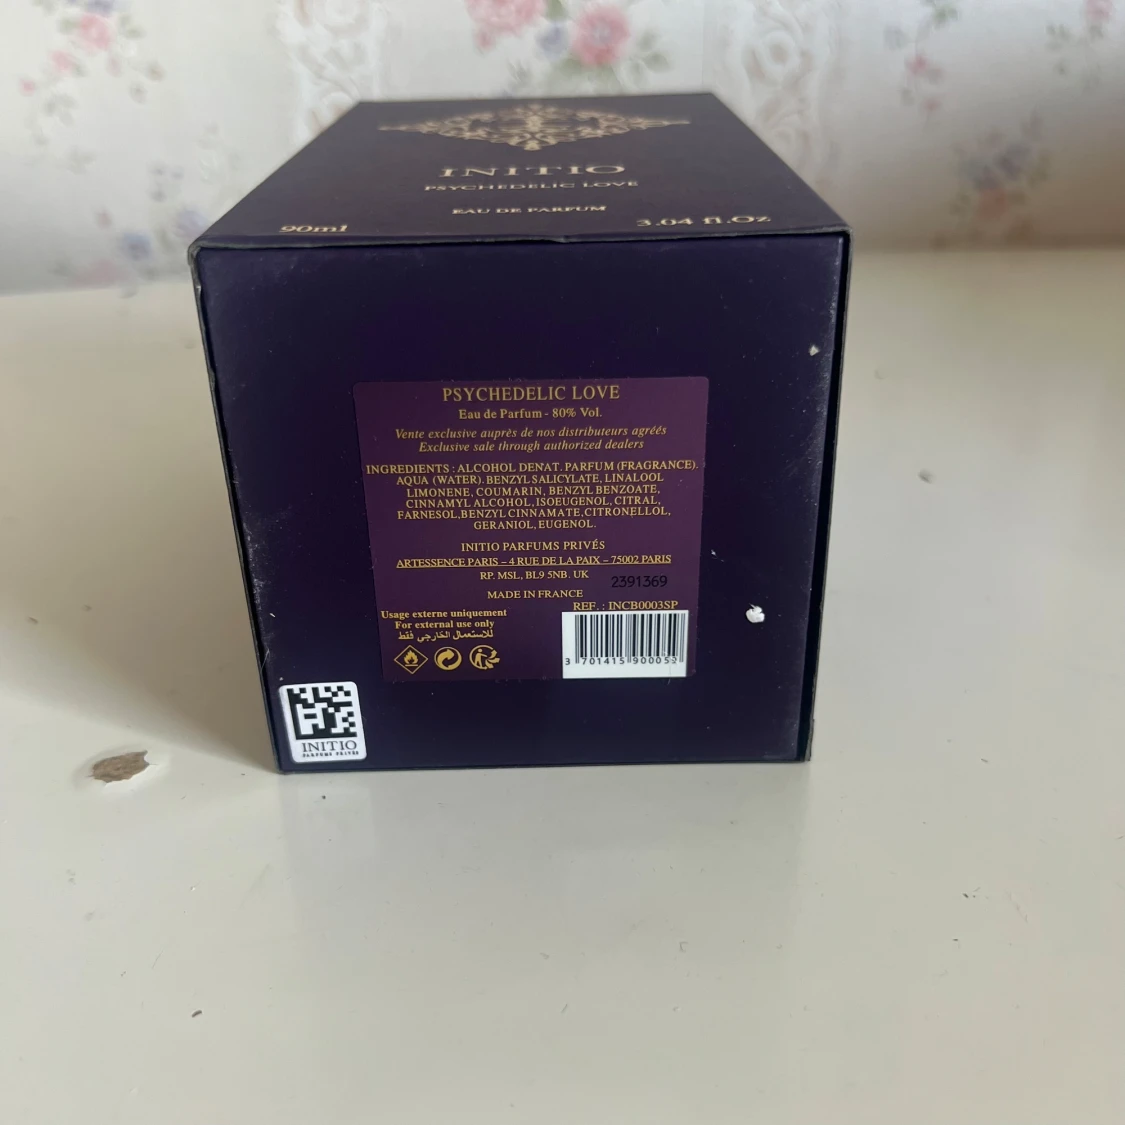 INITIO
PSYCHEDELIC LOVE
EAU DE PARFUM
90ml
3.04 fl.Oz
PSYCHEDELIC LOVE
Eau de Parfum - 80% Vol.
Vente exclusive auprès de nos distributeurs agréés
Exclusive sale through authorized dealers
INGREDIENTS : ALCOHOL DENAT. PARFUM (FRAGRANCE).
AQUA (WATER). BENZYL SALICYLATE, LINALOOL
LIMONENE, COUMARIN, BENZYL BENZOATE,
CINNAMYL ALCOHOL, ISOEUGENOL, CITRAL,
FARNESOL, BENZYL CINNAMATE, CITRONELLOL,
GERANIOL, EUGENOL.
INITIO PARFUMS PRIVÉS
ARTESSENCE PARIS – 4 RUE DE LA PAIX – 75002 PARIS
RP. MSL, BL9 5NB. UK
2391369
MADE IN FRANCE
REF. : INCB0003SP
Usage externe uniquement
For external use only
للاستعمال الخارجي فقط
3 701415 900052
INITIO
PARFUMS PRIVÉS